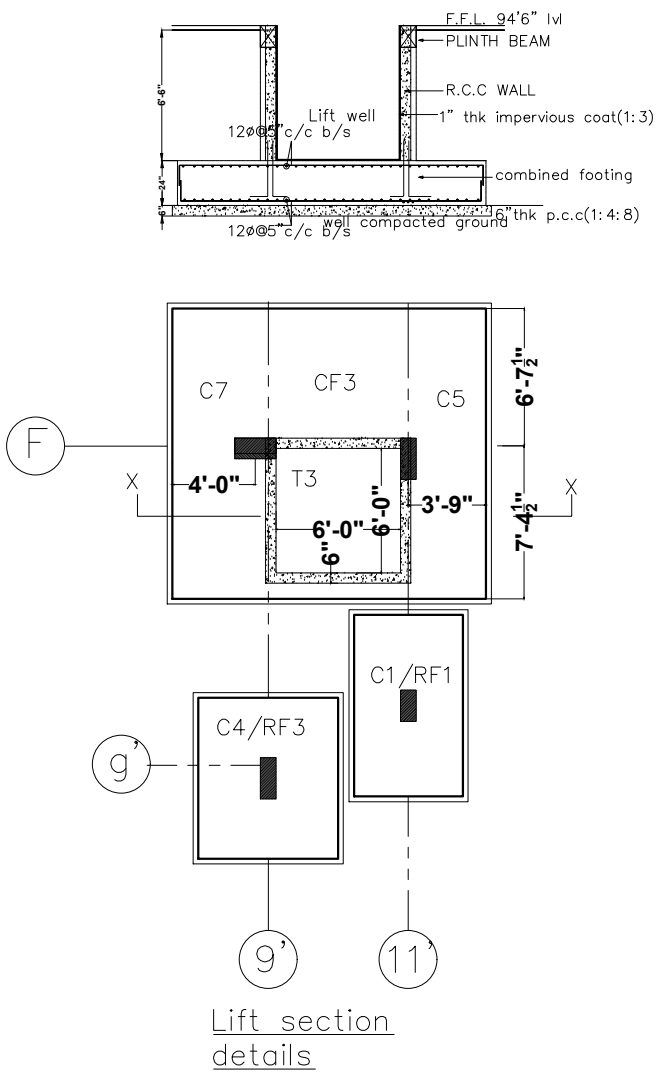 F.F.L. 94'6" lvl
PLINTH BEAM
6'-6"
R.C.C WALL
Lift well
1" thk impervious coat(1:3)
12ø@5"c/c b/s
combined footing
24"
6"
6"thk p.c.c(1:4:8)
well compacted ground
12ø@5"c/c b/s
C7
CF3
C5
6'-7½"
F
X
T3
X
4'-0"
6'-0"
6'-0"
3'-9"
6"
7'-4½"
C1/RF1
C4/RF3
g'
9'
11'
Lift section
details